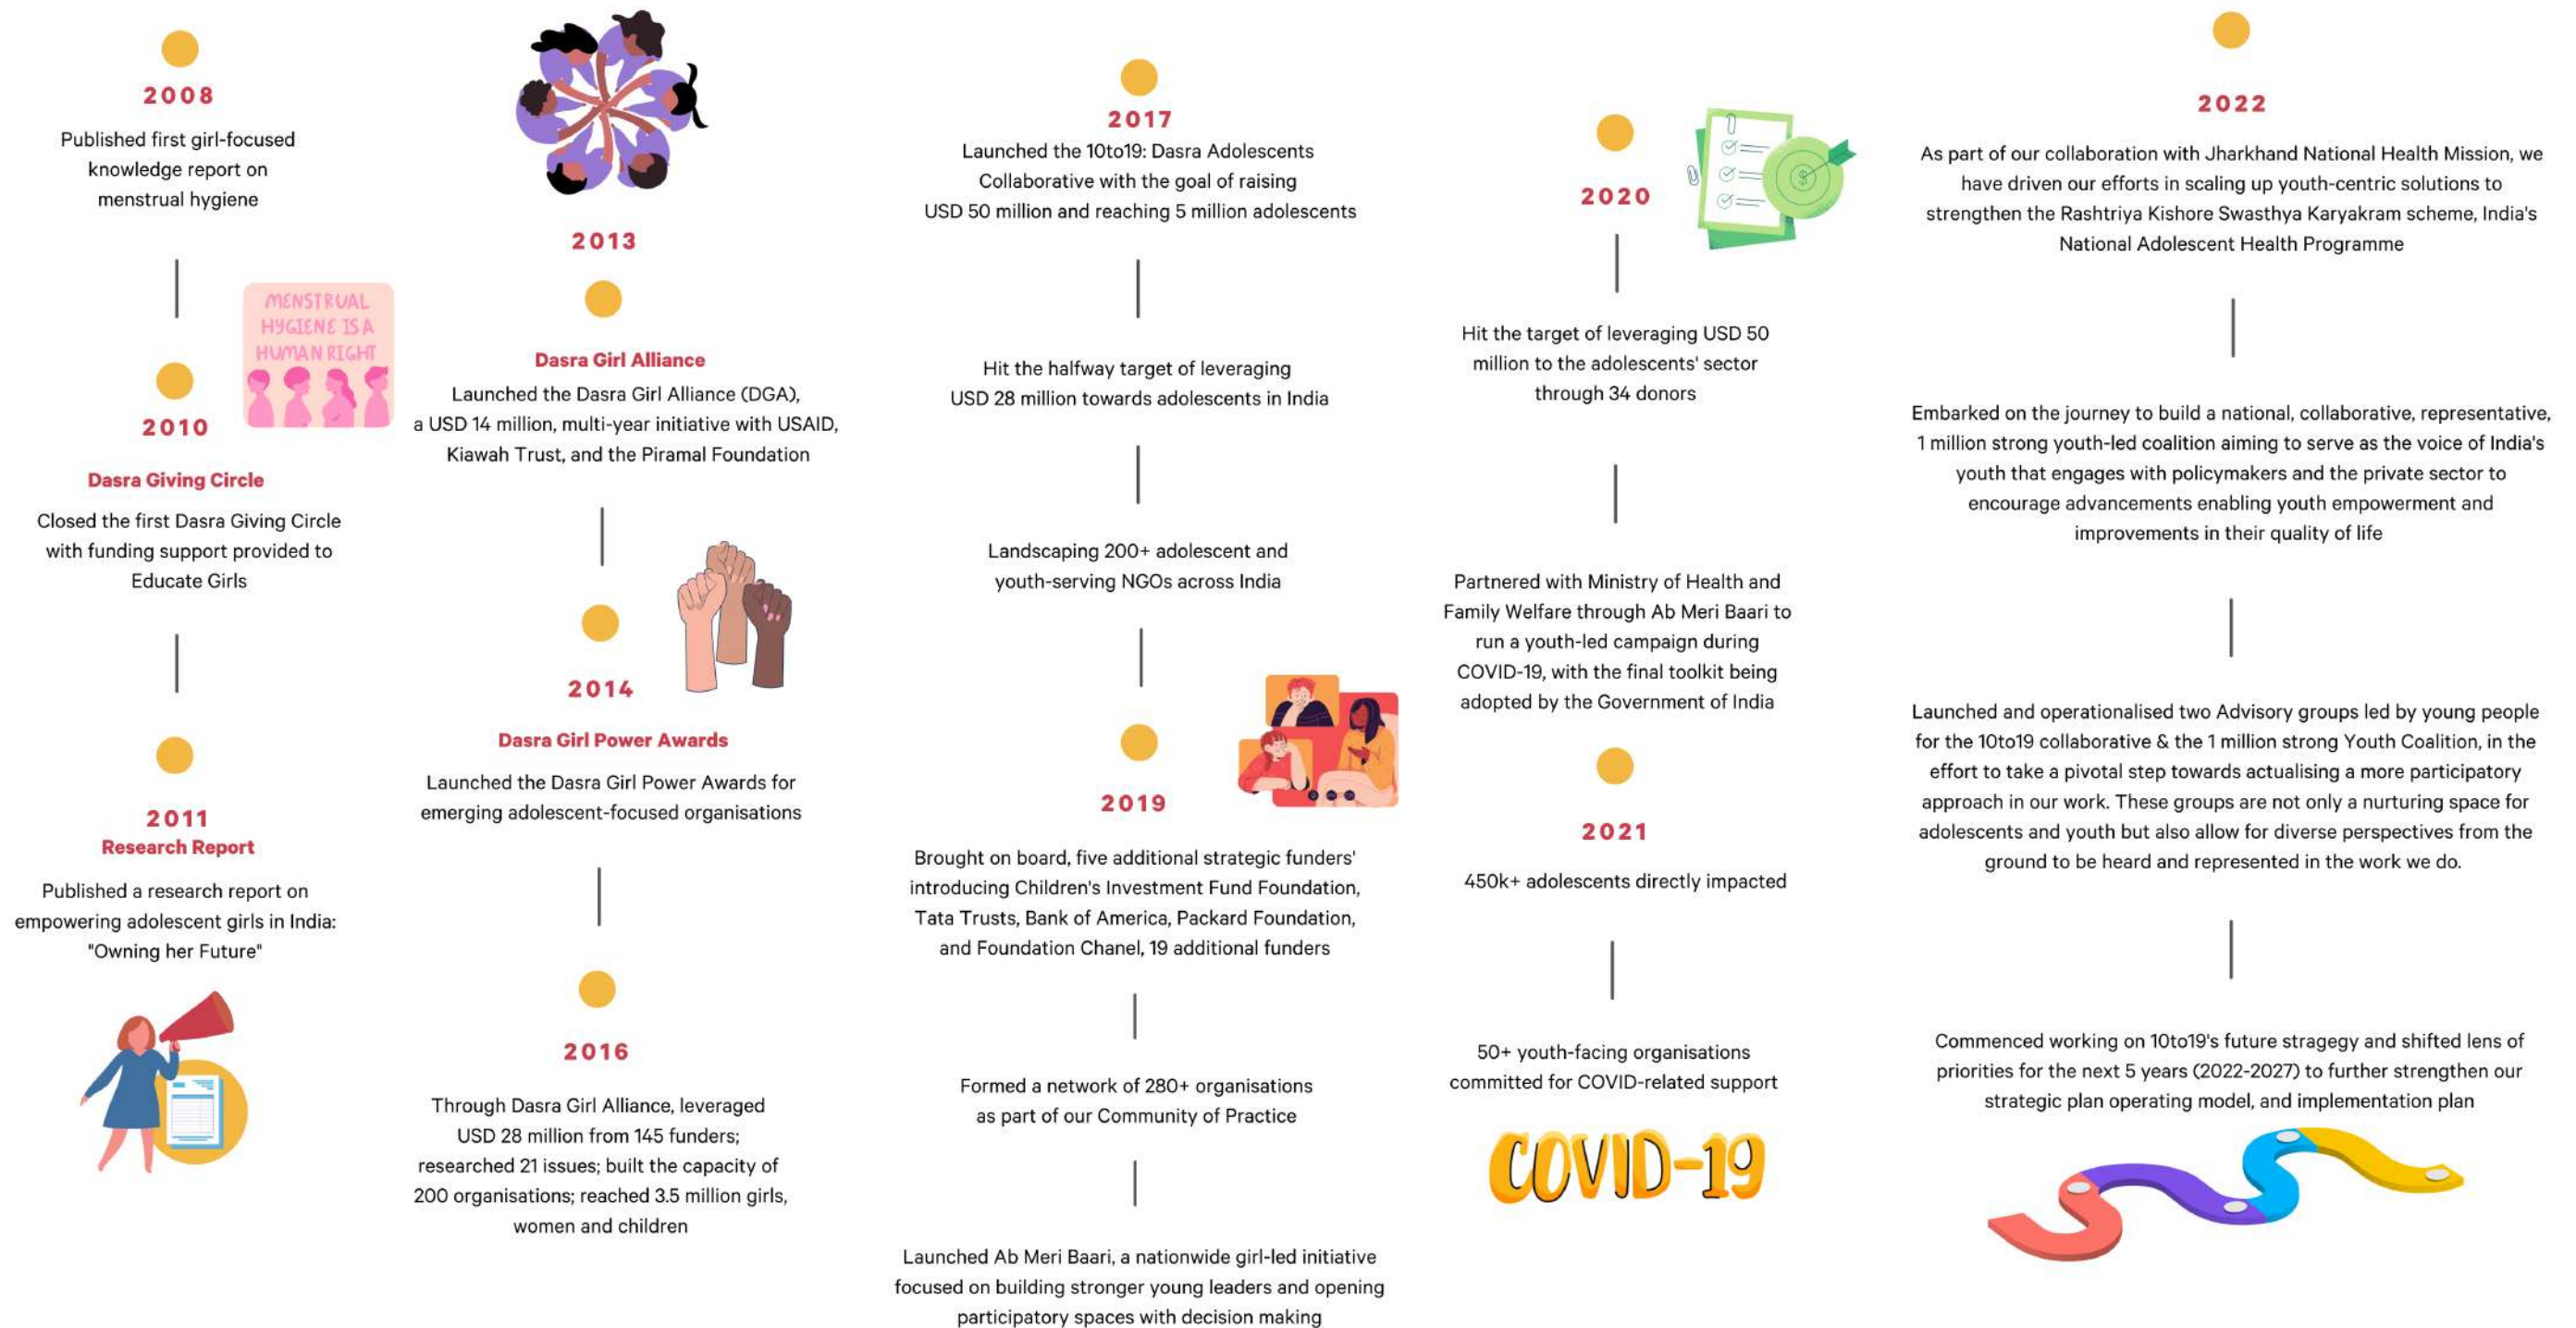 2008
Published first girl-focused
knowledge report on
menstrual hygiene
MENSTRUAL
HYGIENE IS A
HUMAN RIGHT
2010
Dasra Giving Circle
Closed the first Dasra Giving Circle
with funding support provided to
Educate Girls
2011
Research Report
Published a research report on
empowering adolescent girls in India:
"Owning her Future"
2013
Dasra Girl Alliance
Launched the Dasra Girl Alliance (DGA),
a USD 14 million, multi-year initiative with USAID,
Kiawah Trust, and the Piramal Foundation
2014
Dasra Girl Power Awards
Launched the Dasra Girl Power Awards for
emerging adolescent-focused organisations
2016
Through Dasra Girl Alliance, leveraged
USD 28 million from 145 funders;
researched 21 issues; built the capacity of
200 organisations; reached 3.5 million girls,
women and children
2017
Launched the 10to19: Dasra Adolescents
Collaborative with the goal of raising
USD 50 million and reaching 5 million adolescents
Hit the halfway target of leveraging
USD 28 million towards adolescents in India
Landscaping 200+ adolescent and
youth-serving NGOs across India
2019
Brought on board, five additional strategic funders'
introducing Children's Investment Fund Foundation,
Tata Trusts, Bank of America, Packard Foundation,
and Foundation Chanel, 19 additional funders
Formed a network of 280+ organisations
as part of our Community of Practice
Launched Ab Meri Baari, a nationwide girl-led initiative
focused on building stronger young leaders and opening
participatory spaces with decision making
2020
$
Hit the target of leveraging USD 50
million to the adolescents' sector
through 34 donors
Partnered with Ministry of Health and
Family Welfare through Ab Meri Baari to
run a youth-led campaign during
COVID-19, with the final toolkit being
adopted by the Government of India
2021
450k+ adolescents directly impacted
50+ youth-facing organisations
committed for COVID-related support
COVID-19
2022
As part of our collaboration with Jharkhand National Health Mission, we
have driven our efforts in scaling up youth-centric solutions to
strengthen the Rashtriya Kishore Swasthya Karyakram scheme, India's
National Adolescent Health Programme
Embarked on the journey to build a national, collaborative, representative,
1 million strong youth-led coalition aiming to serve as the voice of India's
youth that engages with policymakers and the private sector to
encourage advancements enabling youth empowerment and
improvements in their quality of life
Launched and operationalised two Advisory groups led by young people
for the 10to19 collaborative & the 1 million strong Youth Coalition, in the
effort to take a pivotal step towards actualising a more participatory
approach in our work. These groups are not only a nurturing space for
adolescents and youth but also allow for diverse perspectives from the
ground to be heard and represented in the work we do.
Commenced working on 10to19's future stragegy and shifted lens of
priorities for the next 5 years (2022-2027) to further strengthen our
strategic plan operating model, and implementation plan